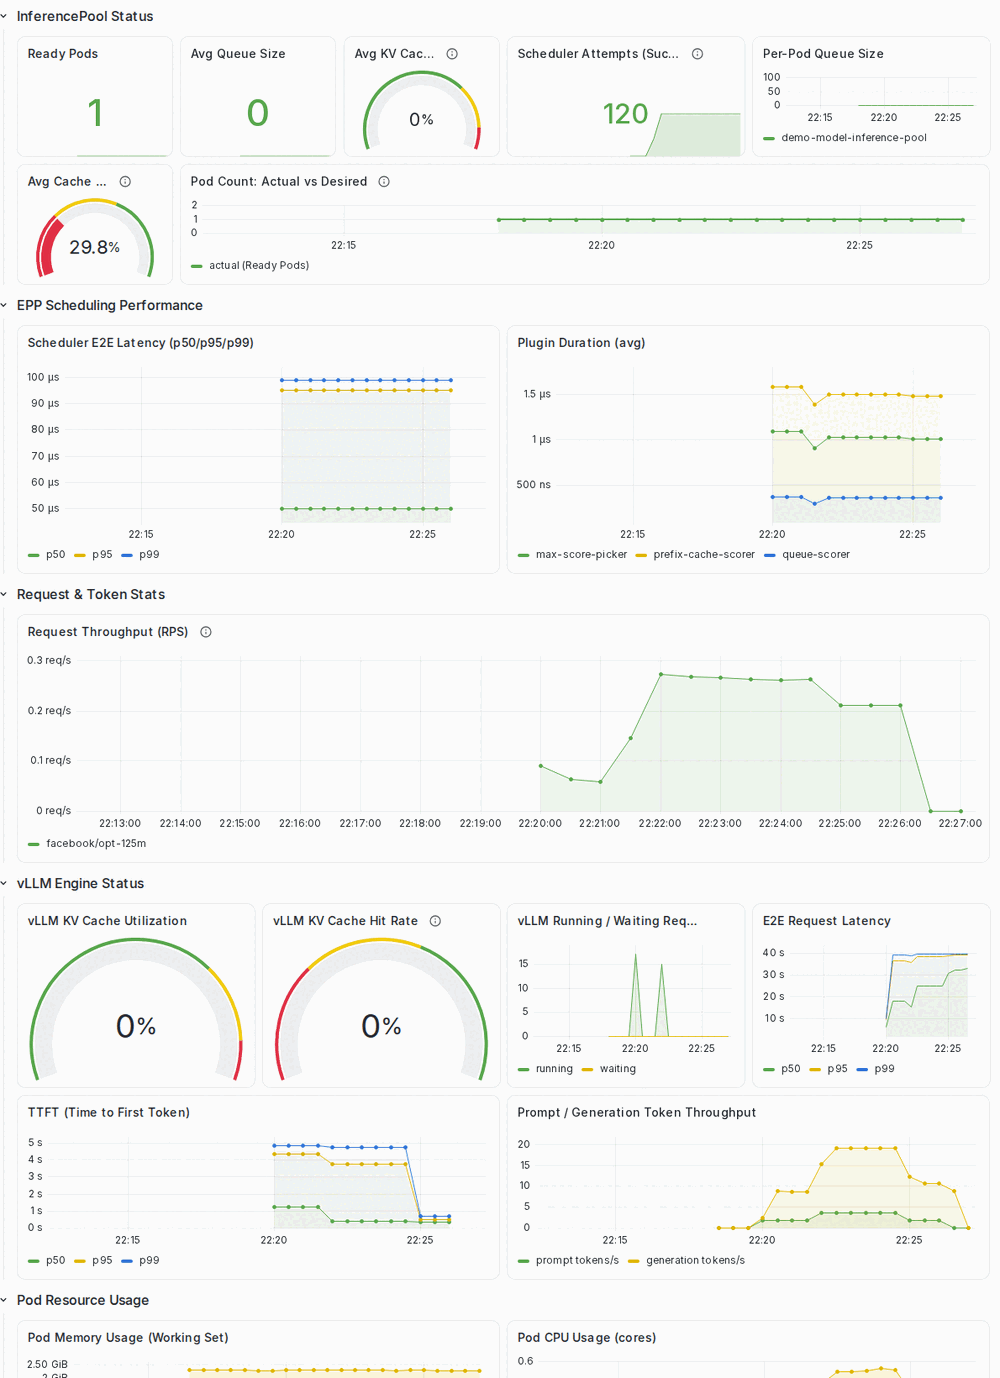 InferencePool Status
Ready Pods
1
Avg Queue Size
0
Avg KV Cac...
0%
Scheduler Attempts (Suc...
120
Per-Pod Queue Size
100
50
0
22:15 22:20 22:25
demo-model-inference-pool
Avg Cache ...
29.8%
Pod Count: Actual vs Desired
2
1
0
22:15 22:20 22:25
actual (Ready Pods)
EPP Scheduling Performance
Scheduler E2E Latency (p50/p95/p99)
100 µs
90 µs
80 µs
70 µs
60 µs
50 µs
22:15 22:20 22:25
p50 p95 p99
Plugin Duration (avg)
1.5 µs
1 µs
500 ns
22:15 22:20 22:25
max-score-picker prefix-cache-scorer queue-scorer
Request & Token Stats
Request Throughput (RPS)
0.3 req/s
0.2 req/s
0.1 req/s
0 req/s
22:13:00 22:14:00 22:15:00 22:16:00 22:17:00 22:18:00 22:19:00 22:20:00 22:21:00 22:22:00 22:23:00 22:24:00 22:25:00 22:26:00 22:27:00
facebook/opt-125m
vLLM Engine Status
vLLM KV Cache Utilization
0%
vLLM KV Cache Hit Rate
0%
vLLM Running / Waiting Req...
15
10
5
0
22:15 22:20 22:25
running waiting
E2E Request Latency
40 s
30 s
20 s
10 s
22:15 22:20 22:25
p50 p95 p99
TTFT (Time to First Token)
5 s
4 s
3 s
2 s
1 s
0 s
22:15 22:20 22:25
p50 p95 p99
Prompt / Generation Token Throughput
20
15
10
5
0
22:15 22:20 22:25
prompt tokens/s generation tokens/s
Pod Resource Usage
Pod Memory Usage (Working Set)
2.50 GiB
2 GiB
Pod CPU Usage (cores)
0.6